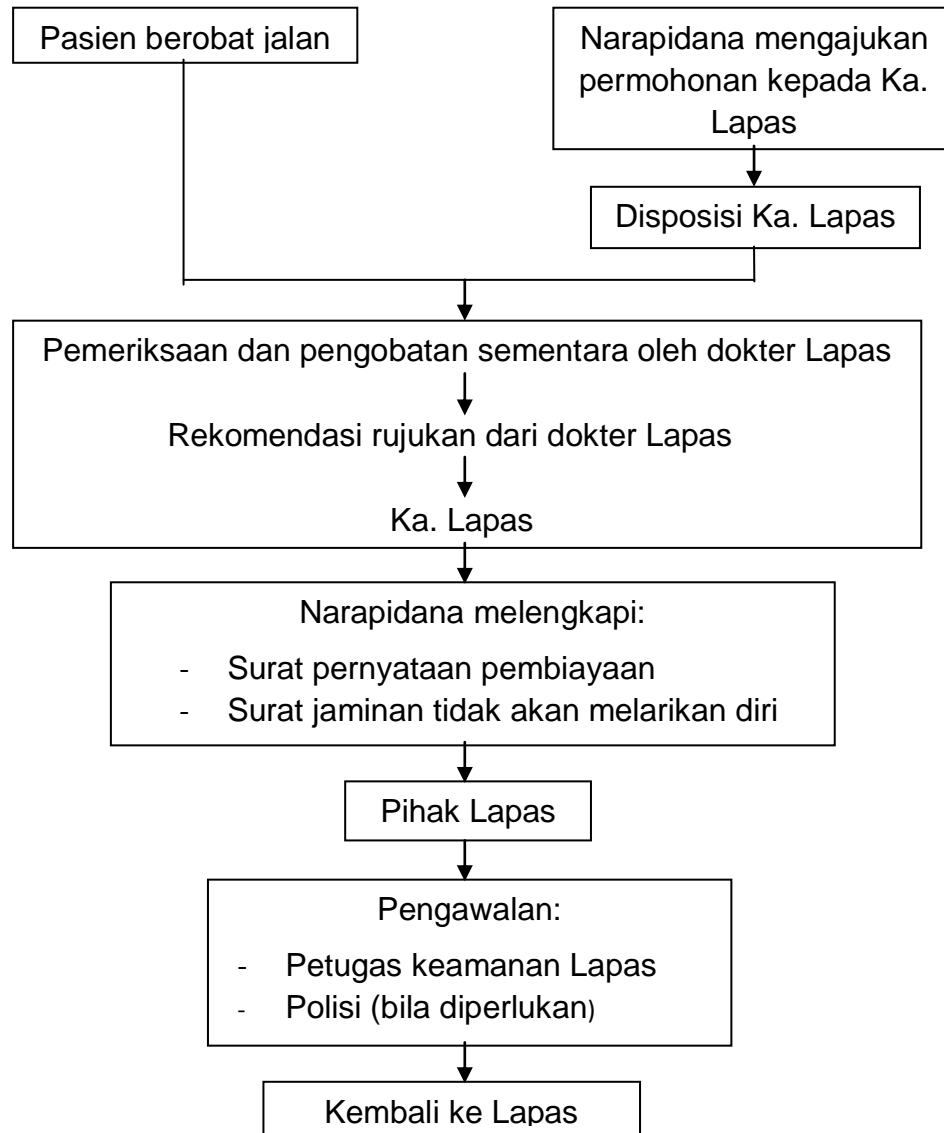 Pasien berobat jalan
Narapidana mengajukan
permohonan kepada Ka.
Lapas
Disposisi Ka. Lapas
Pemeriksaan dan pengobatan sementara oleh dokter Lapas
Rekomendasi rujukan dari dokter Lapas
Ka. Lapas
Narapidana melengkapi:
- Surat pernyataan pembiayaan
- Surat jaminan tidak akan melarikan diri
Pihak Lapas
Pengawalan:
- Petugas keamanan Lapas
- Polisi (bila diperlukan)
Kembali ke Lapas